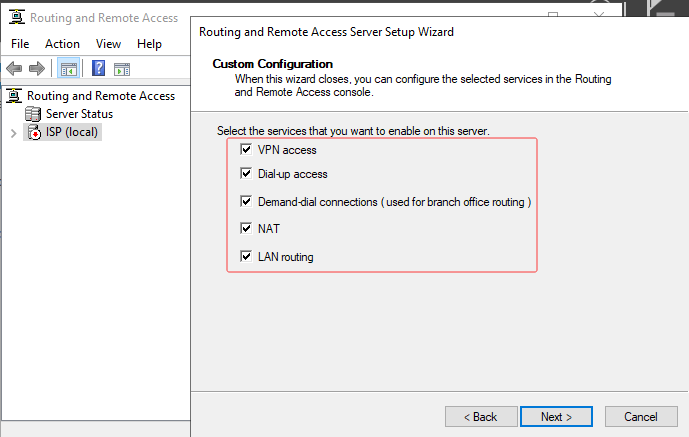 Routing and Remote Access
File Action View Help
Routing and Remote Access
Server Status
ISP (local)
Routing and Remote Access Server Setup Wizard
Custom Configuration
When this wizard closes, you can configure the selected services in the Routing
and Remote Access console.
Select the services that you want to enable on this server.
VPN access
Dial-up access
Demand-dial connections ( used for branch office routing )
NAT
LAN routing
< Back
Next >
Cancel